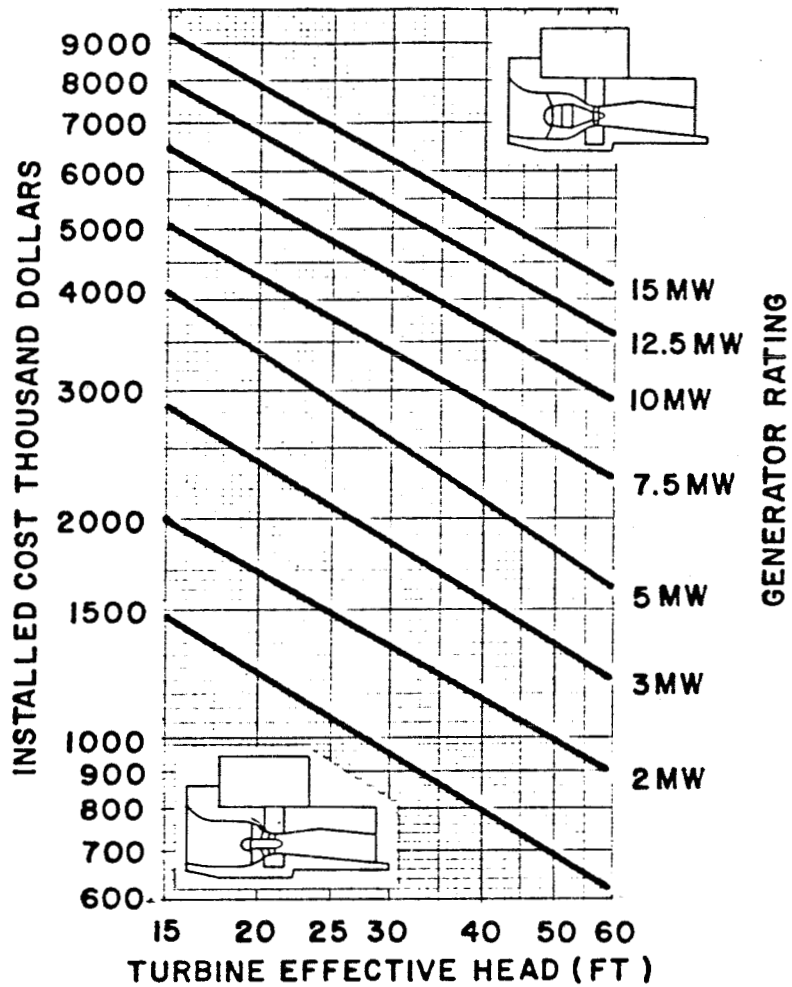 INSTALLED COST THOUSAND DOLLARS
9000
8000
7000
6000
5000
4000
3000
2000
1500
1000
900
800
700
600
15 20 25 30 40 50 60
TURBINE EFFECTIVE HEAD (FT)
15 MW
12.5 MW
10 MW
7.5 MW
5 MW
3 MW
2 MW
GENERATOR RATING